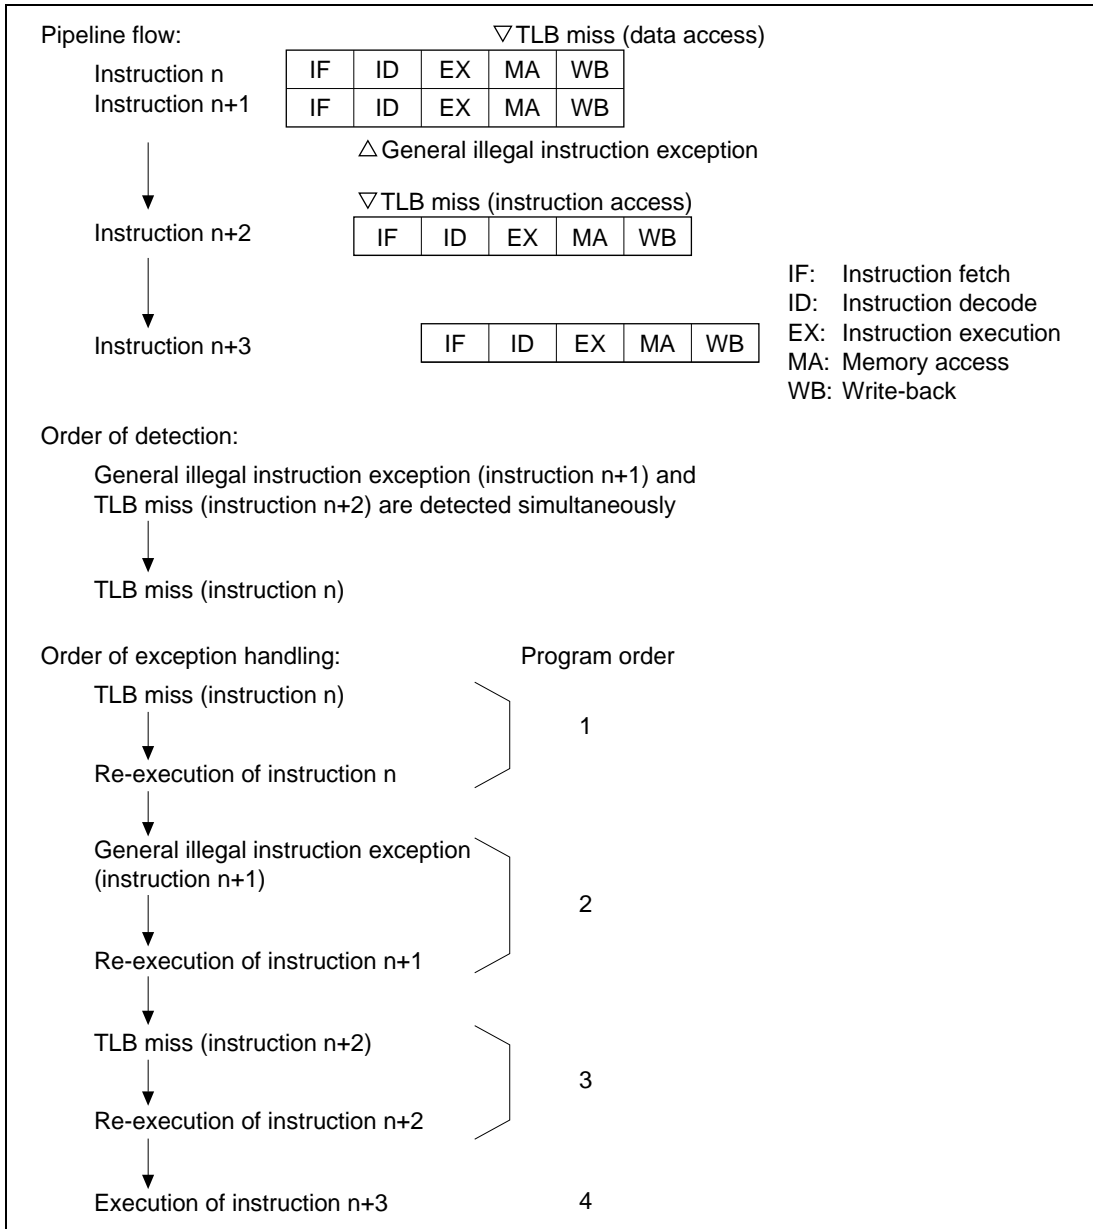 Pipeline flow:
▽TLB miss (data access)
Instruction n IF ID EX MA WB
Instruction n+1 IF ID EX MA WB
△General illegal instruction exception
▽TLB miss (instruction access)
Instruction n+2 IF ID EX MA WB
IF: Instruction fetch
ID: Instruction decode
EX: Instruction execution
MA: Memory access
WB: Write-back
Instruction n+3 IF ID EX MA WB
Order of detection:
General illegal instruction exception (instruction n+1) and
TLB miss (instruction n+2) are detected simultaneously
TLB miss (instruction n)
Order of exception handling: Program order
TLB miss (instruction n)
1
Re-execution of instruction n
General illegal instruction exception
(instruction n+1)
2
Re-execution of instruction n+1
TLB miss (instruction n+2)
3
Re-execution of instruction n+2
Execution of instruction n+3 4